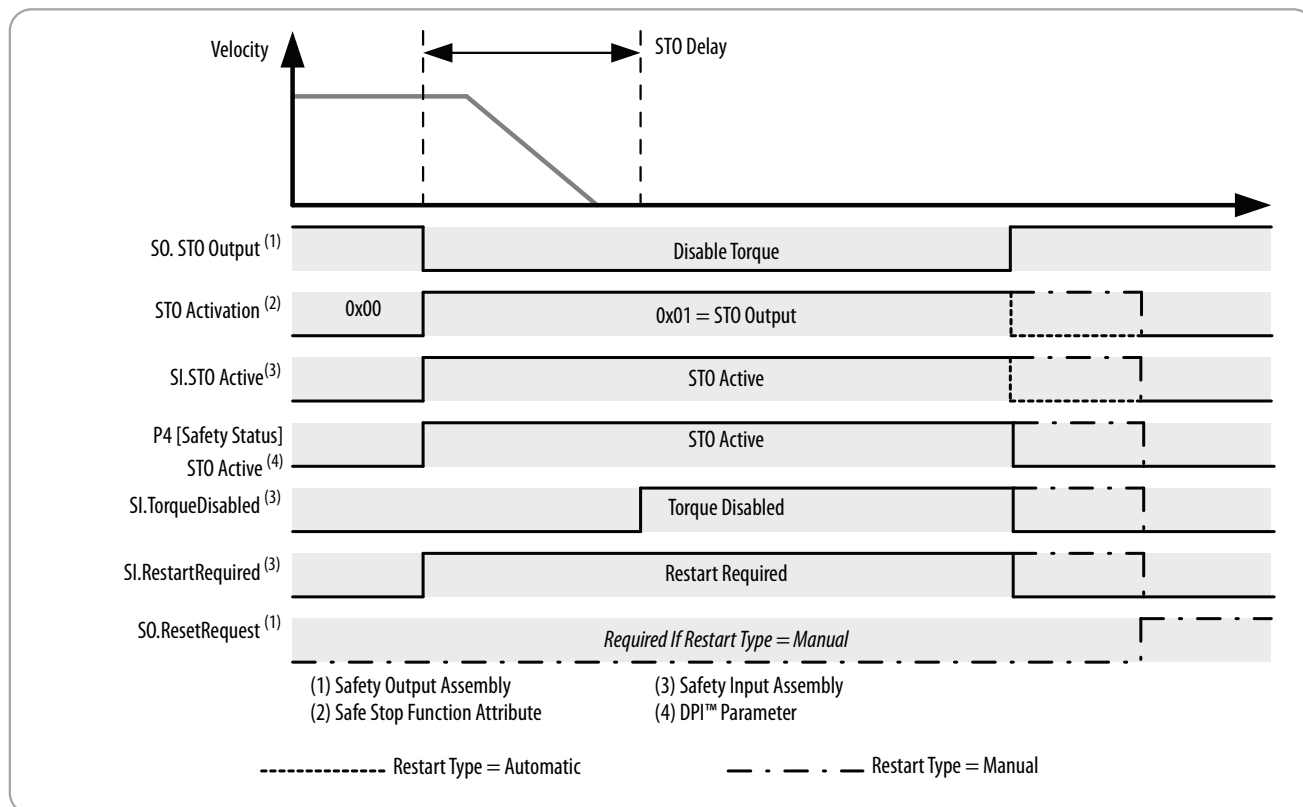 Velocity
STO Delay
SO. STO Output (1)
Disable Torque
STO Activation (2)
0x00
0x01 = STO Output
SI.STO Active(3)
STO Active
P4 [Safety Status]
STO Active (4)
STO Active
SI.TorqueDisabled (3)
Torque Disabled
SI.RestartRequired (3)
Restart Required
SO.ResetRequest (1)
Required If Restart Type = Manual
(1) Safety Output Assembly
(3) Safety Input Assembly
(2) Safe Stop Function Attribute
(4) DPI™ Parameter
Restart Type = Automatic
Restart Type = Manual